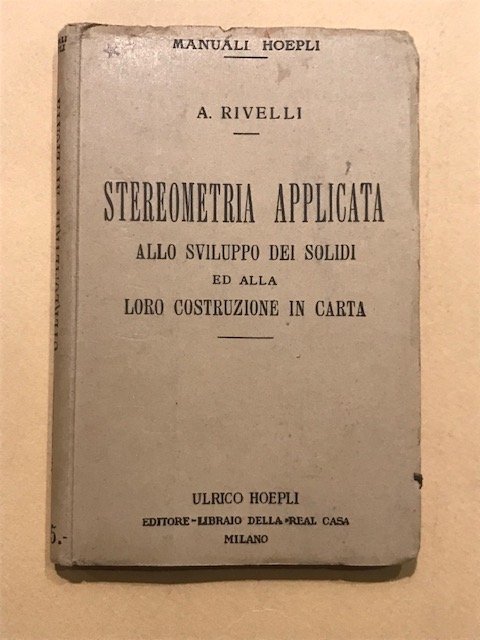 MANUALI HOEPLI
A. RIVELLI
STEREOMETRIA APPLICATA
ALLO SVILUPPO DEI SOLIDI
ED ALLA
LORO COSTRUZIONE IN CARTA
ULRICO HOEPLI
EDITORE-LIBRAIO DELLA REAL CASA
MILANO
5.-